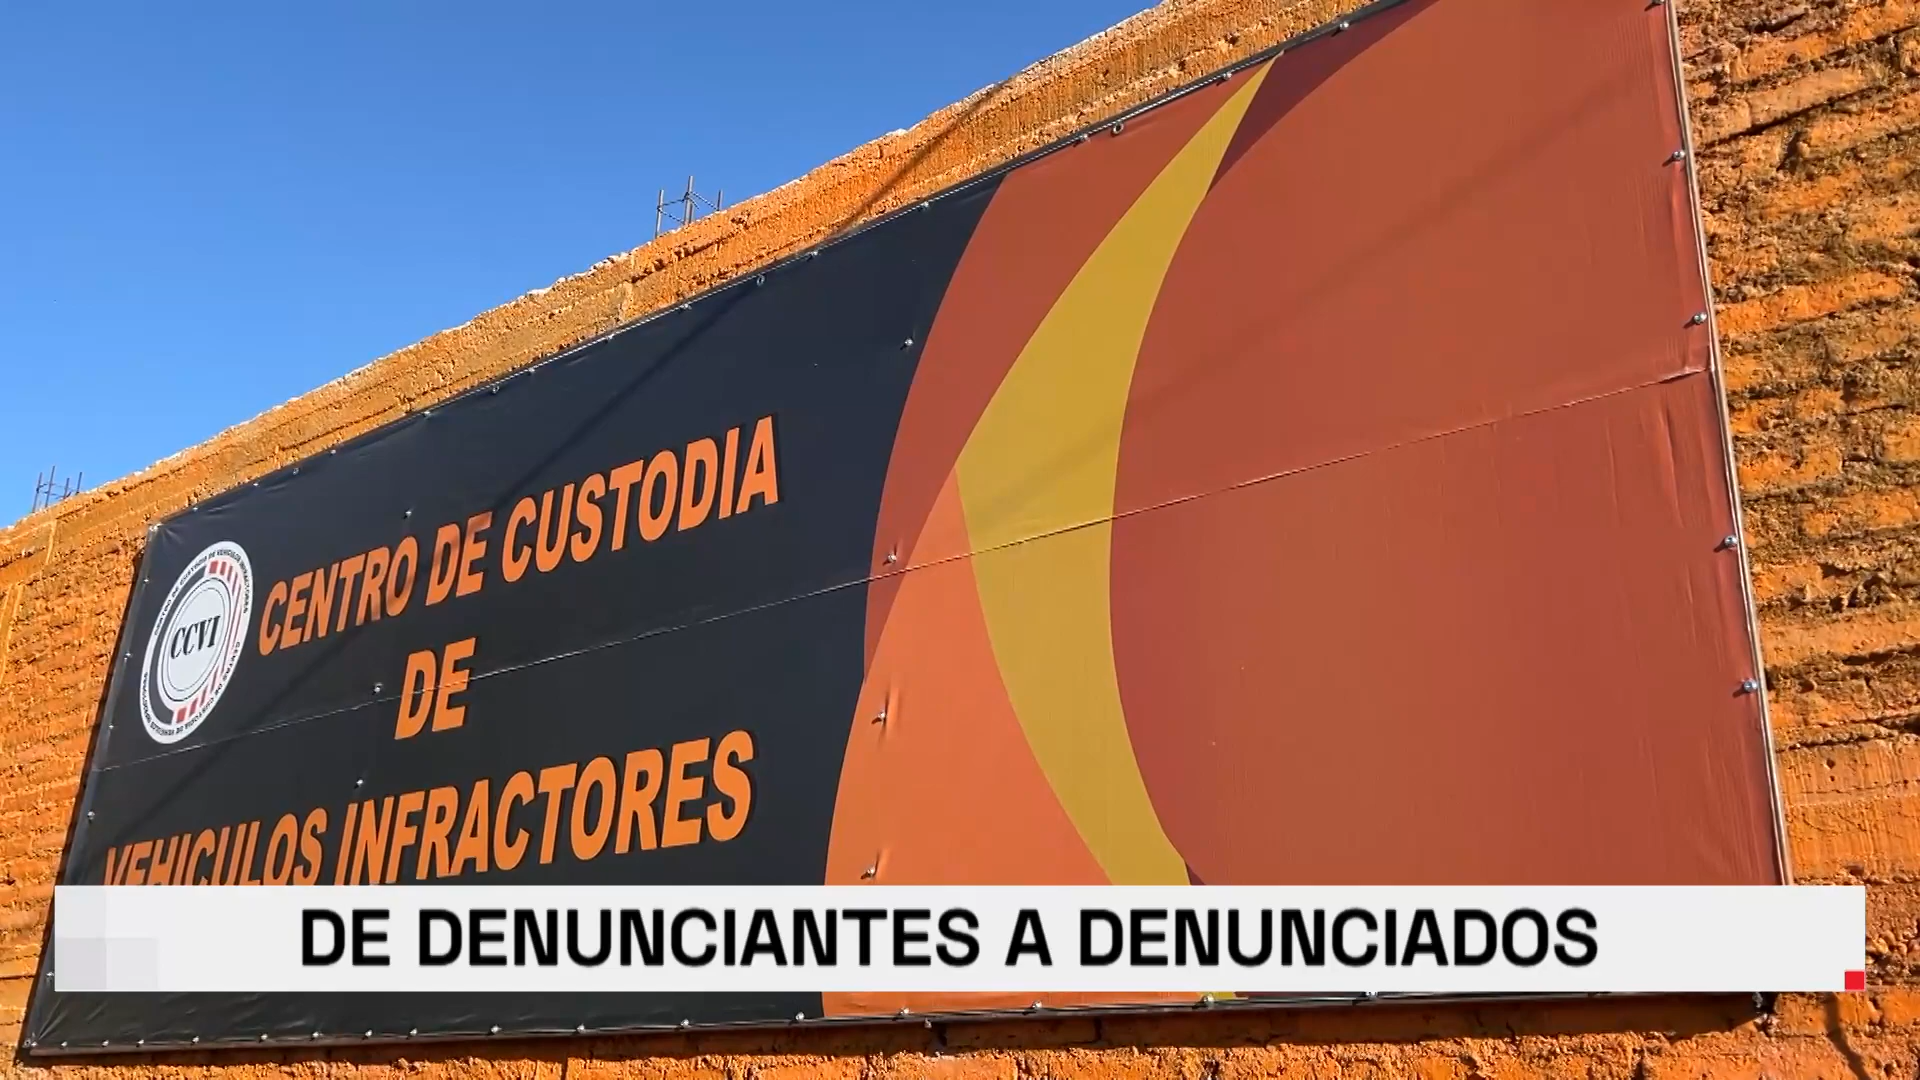 CENTRO DE CUSTODIA
DE
VEHICULOS INFRACTORES
CCVI
DE DENUNCIANTES A DENUNCIADOS